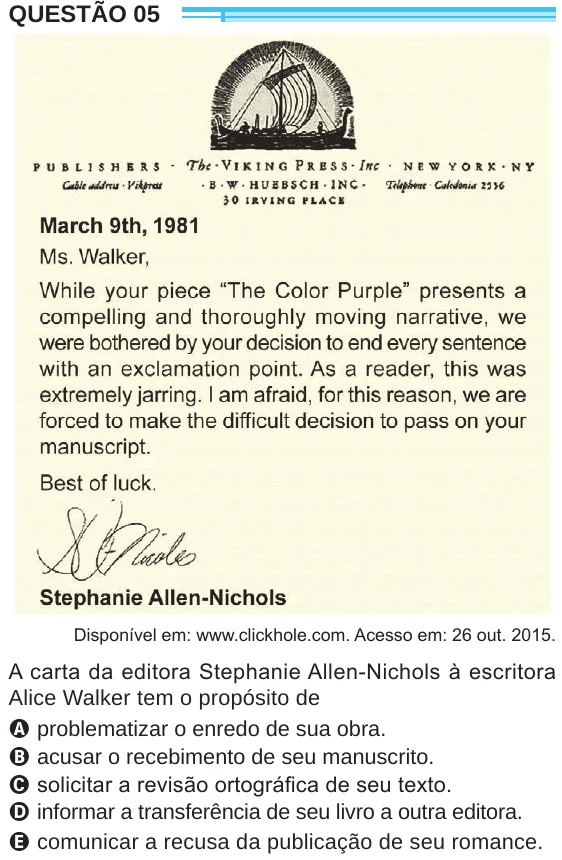 QUESTÃO 05
PUBLISHERS · The · VIKING PRESS · Inc · NEW YORK · NY
Cable address · Vikpress · B · W · HUEBSCH · INC · Telephone · Caledonia 2536
30 IRVING PLACE
March 9th, 1981
Ms. Walker,
While your piece “The Color Purple” presents a
compelling and thoroughly moving narrative, we
were bothered by your decision to end every sentence
with an exclamation point. As a reader, this was
extremely jarring. I am afraid, for this reason, we are
forced to make the difficult decision to pass on your
manuscript.
Best of luck.
Stephanie Allen-Nichols
Disponível em: www.clickhole.com. Acesso em: 26 out. 2015.
A carta da editora Stephanie Allen-Nichols à escritora
Alice Walker tem o propósito de
A problematizar o enredo de sua obra.
B acusar o recebimento de seu manuscrito.
C solicitar a revisão ortográfica de seu texto.
D informar a transferência de seu livro a outra editora.
E comunicar a recusa da publicação de seu romance.